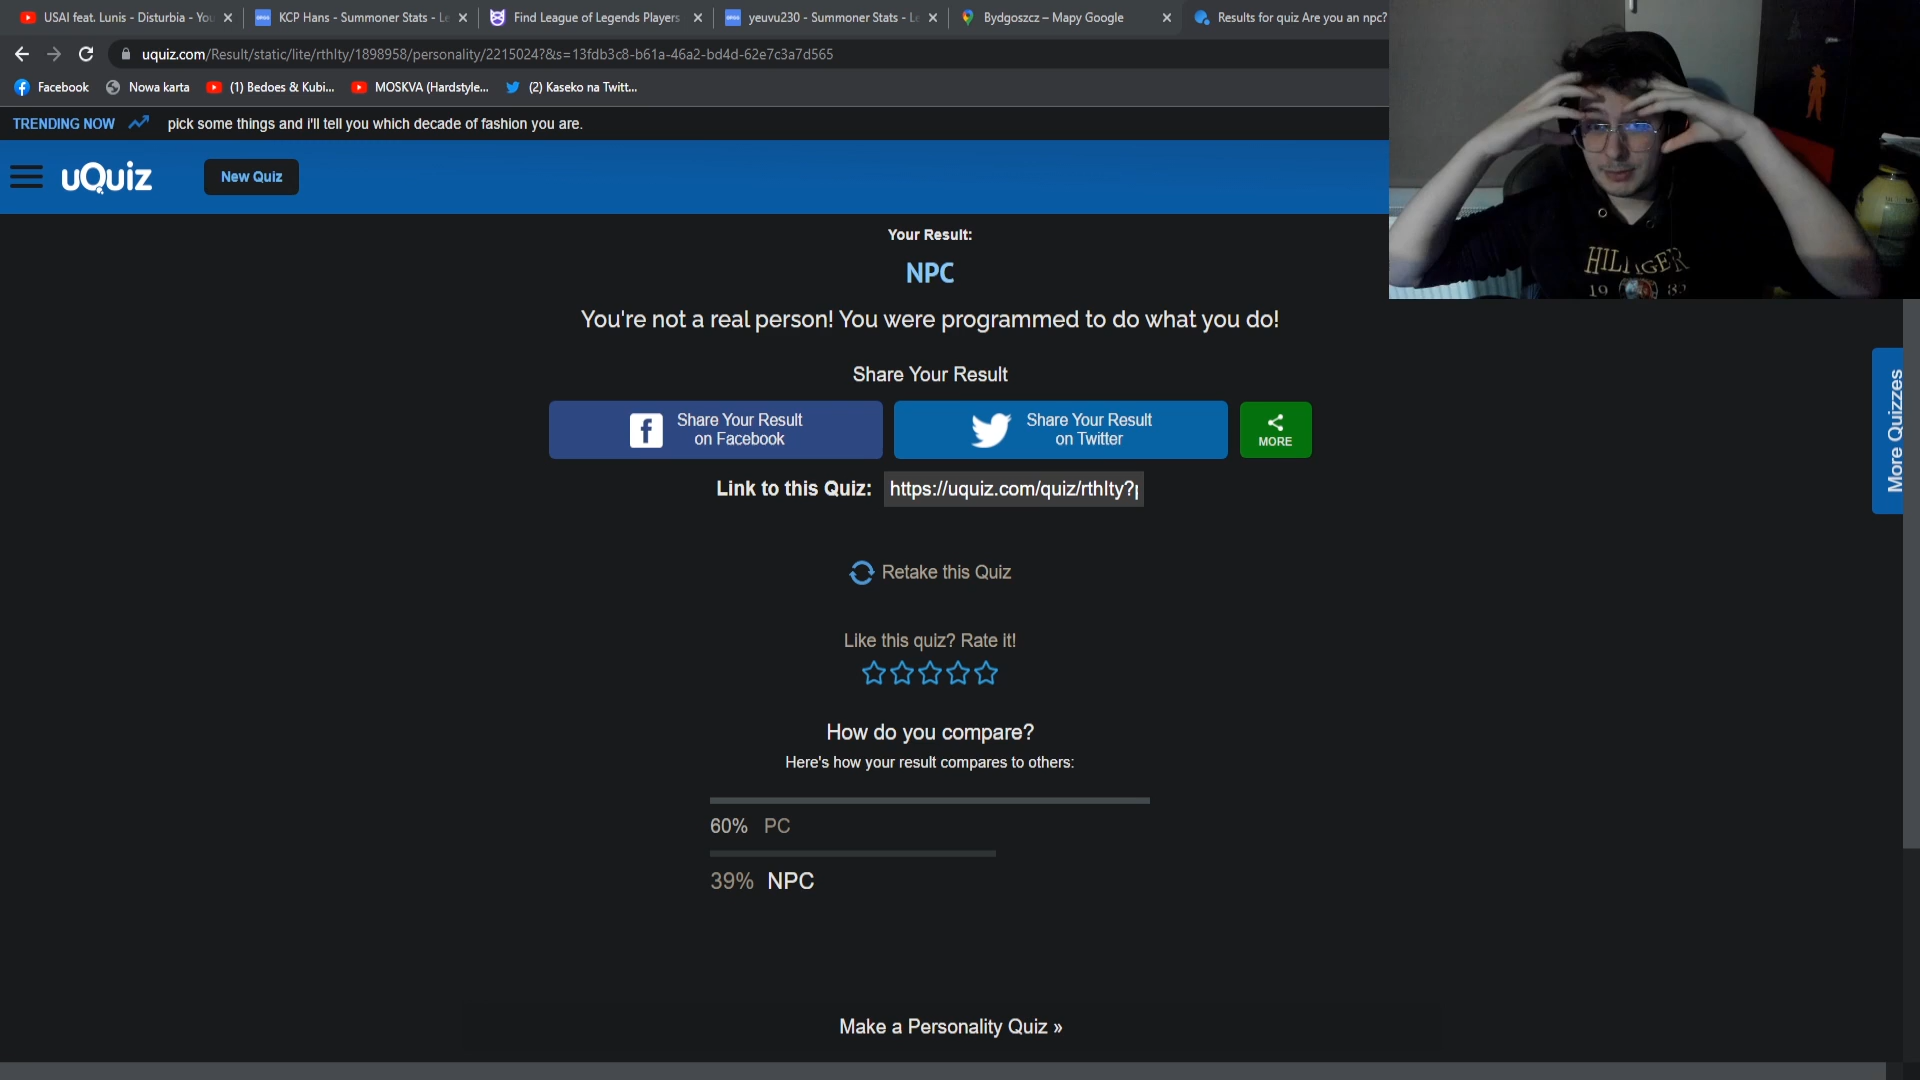 USAI feat. Lunis - Disturbia - You
KCP Hans - Summoner Stats - Le
Find League of Legends Players
yeuvu230 - Summoner Stats - Le
Bydgoszcz – Mapy Google
Results for quiz Are you an npc?
uquiz.com/Result/static/lite/rthIty/1898958/personality/2215024?&s=13fdb3c8-b61a-46a2-bd4d-62e7c3a7d565
Facebook
Nowa karta
(1) Bedoes & Kubi...
MOSKVA (Hardstyle...
(2) Kaseko na Twitt...
TRENDING NOW
pick some things and i'll tell you which decade of fashion you are.
uQuiz
New Quiz
HILFIGER
19 85
Your Result:
NPC
You're not a real person! You were programmed to do what you do!
Share Your Result
Share Your Result
on Facebook
Share Your Result
on Twitter
MORE
More Quizzes
Link to this Quiz:
https://uquiz.com/quiz/rthIty?p
Retake this Quiz
Like this quiz? Rate it!
How do you compare?
Here's how your result compares to others:
60% PC
39% NPC
Make a Personality Quiz »